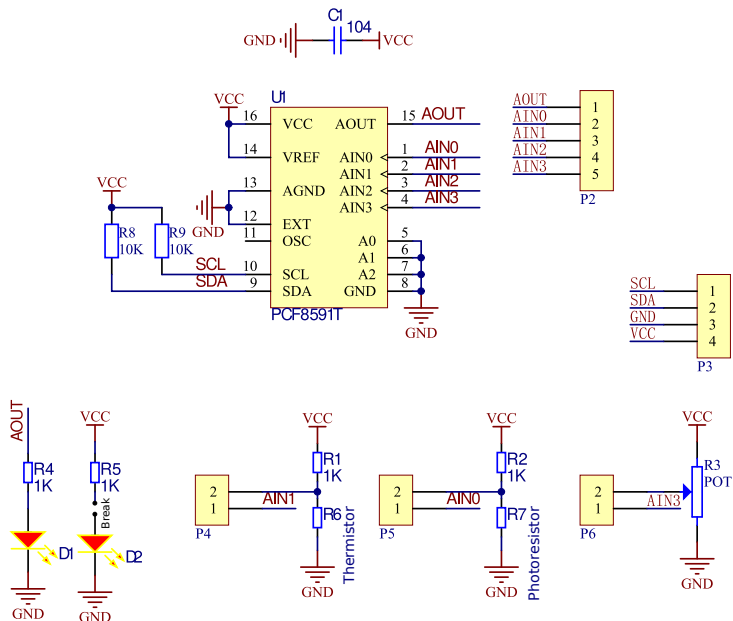 C1
104
GND
VCC
U1
VCC
16 VCC AOUT 15 AOUT
14 VREF AIN0 1 AIN0
AIN1 2 AIN1
13 AGND AIN2 3 AIN2
AIN3 4 AIN3
GND
12 EXT
11 OSC A0 5
A1 6
10 SCL A2 7
9 SDA GND 8
PCF8591T
GND
VCC
R8
10K
R9
10K
SCL
SDA
AOUT 1
AIN0 2
AIN1 3
AIN2 4
AIN3 5
P2
SCL 1
SDA 2
GND 3
VCC 4
P3
AOUT
R4
1K
D1
GND
VCC
R5
1K
Break
D2
GND
VCC
R1
1K
2
1
AIN1
P4
R6
Thermistor
GND
VCC
R2
1K
2
1
AIN0
P5
R7
Photoresistor
GND
VCC
R3
POT
2
1
AIN3
P6
GND